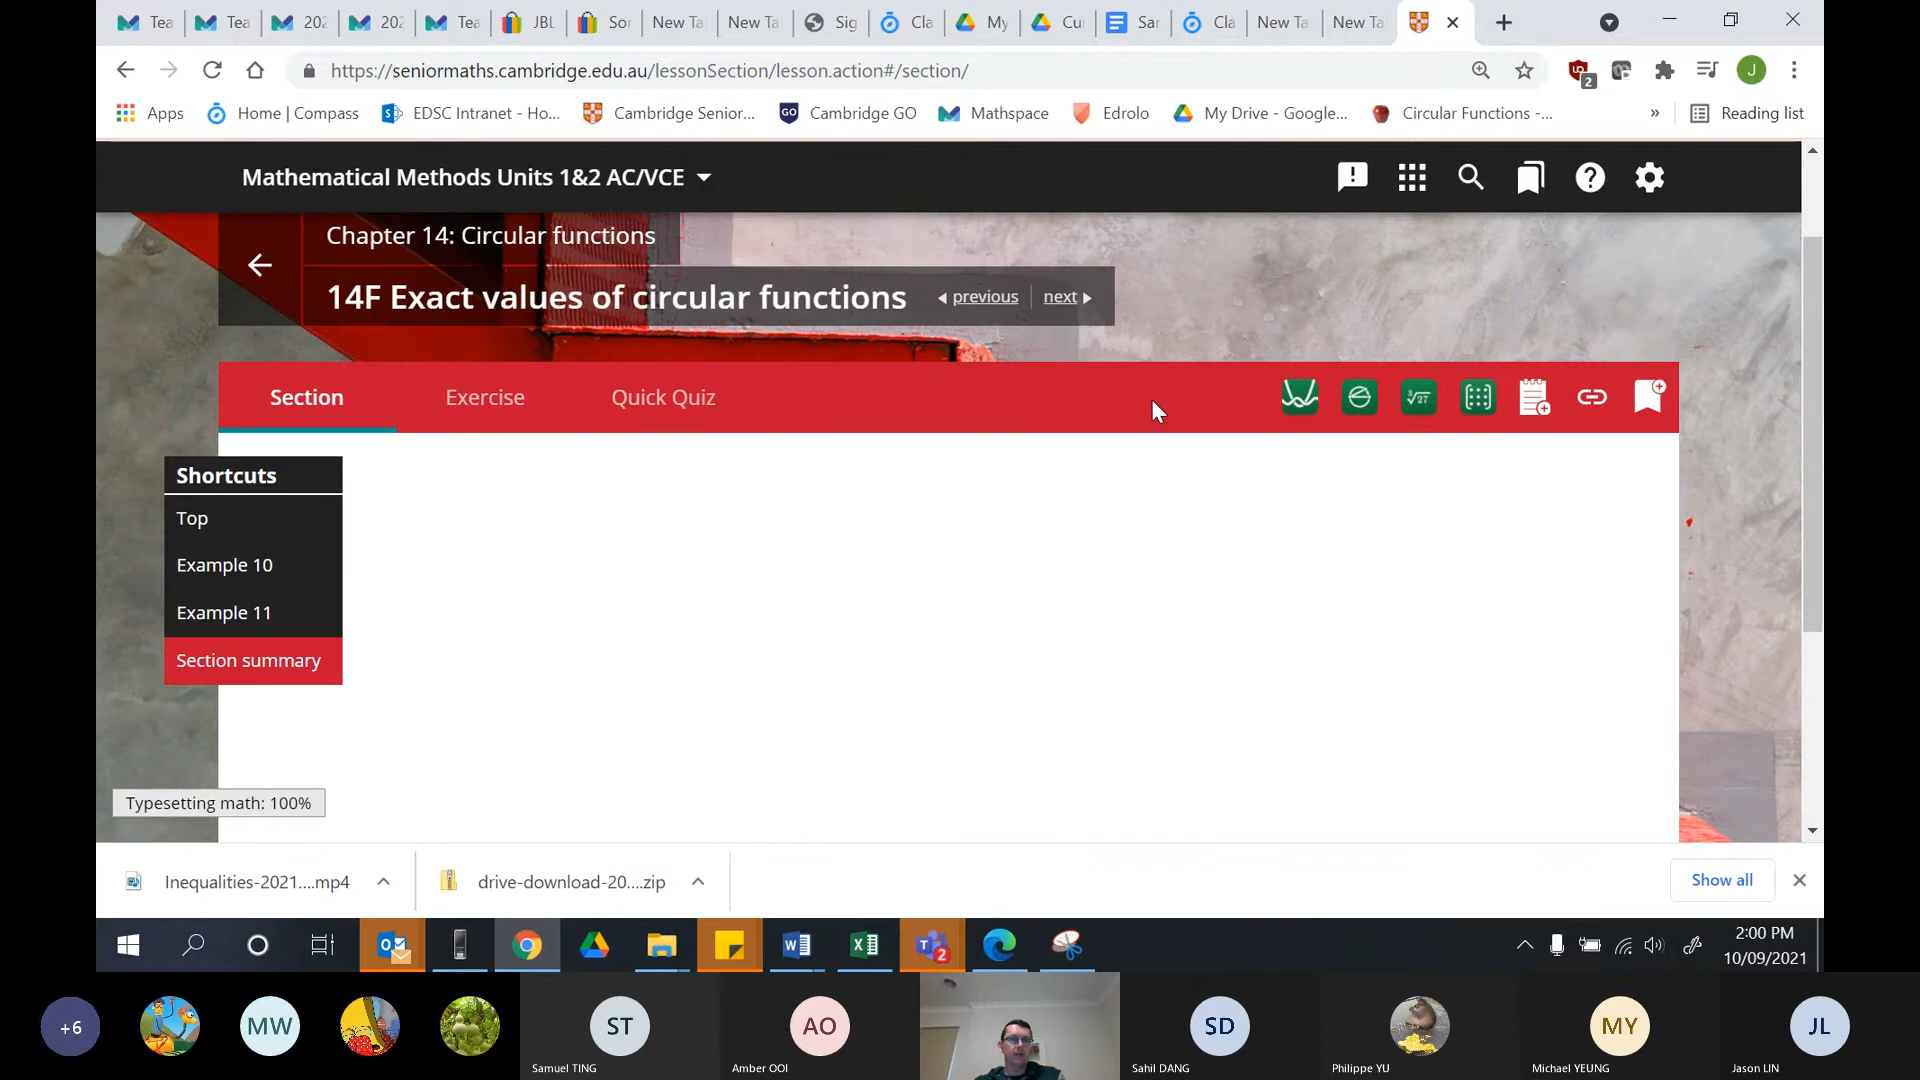 Tea
Tea
202
202
Tea
JBL
Sor
New Ta
New Ta
Sig
Cla
My
Cu
Sar
Cla
New Ta
New Ta
https://seniormaths.cambridge.edu.au/lessonSection/lesson.action#/section/
2
J
Apps
Home | Compass
EDSC Intranet - Ho...
Cambridge Senior...
GO
Cambridge GO
Mathspace
Edrolo
My Drive - Google...
Circular Functions -...
»
Reading list
Mathematical Methods Units 1&2 AC/VCE
Chapter 14: Circular functions
14F Exact values of circular functions
previous
next
Section
Exercise
Quick Quiz
Shortcuts
Top
Example 10
Example 11
Section summary
Typesetting math: 100%
Inequalities-2021....mp4
drive-download-20....zip
Show all
2:00 PM
10/09/2021
2
+6
MW
ST
Samuel TING
AO
Amber OOI
SD
Sahil DANG
Philippe YU
MY
Michael YEUNG
JL
Jason LIN